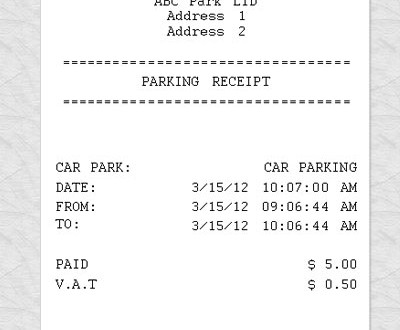 ABC Park LTD
Address 1
Address 2
================================
PARKING RECEIPT
================================
CAR PARK: CAR PARKING
DATE: 3/15/12 10:07:00 AM
FROM: 3/15/12 09:06:44 AM
TO: 3/15/12 10:06:44 AM
PAID $ 5.00
V.A.T $ 0.50